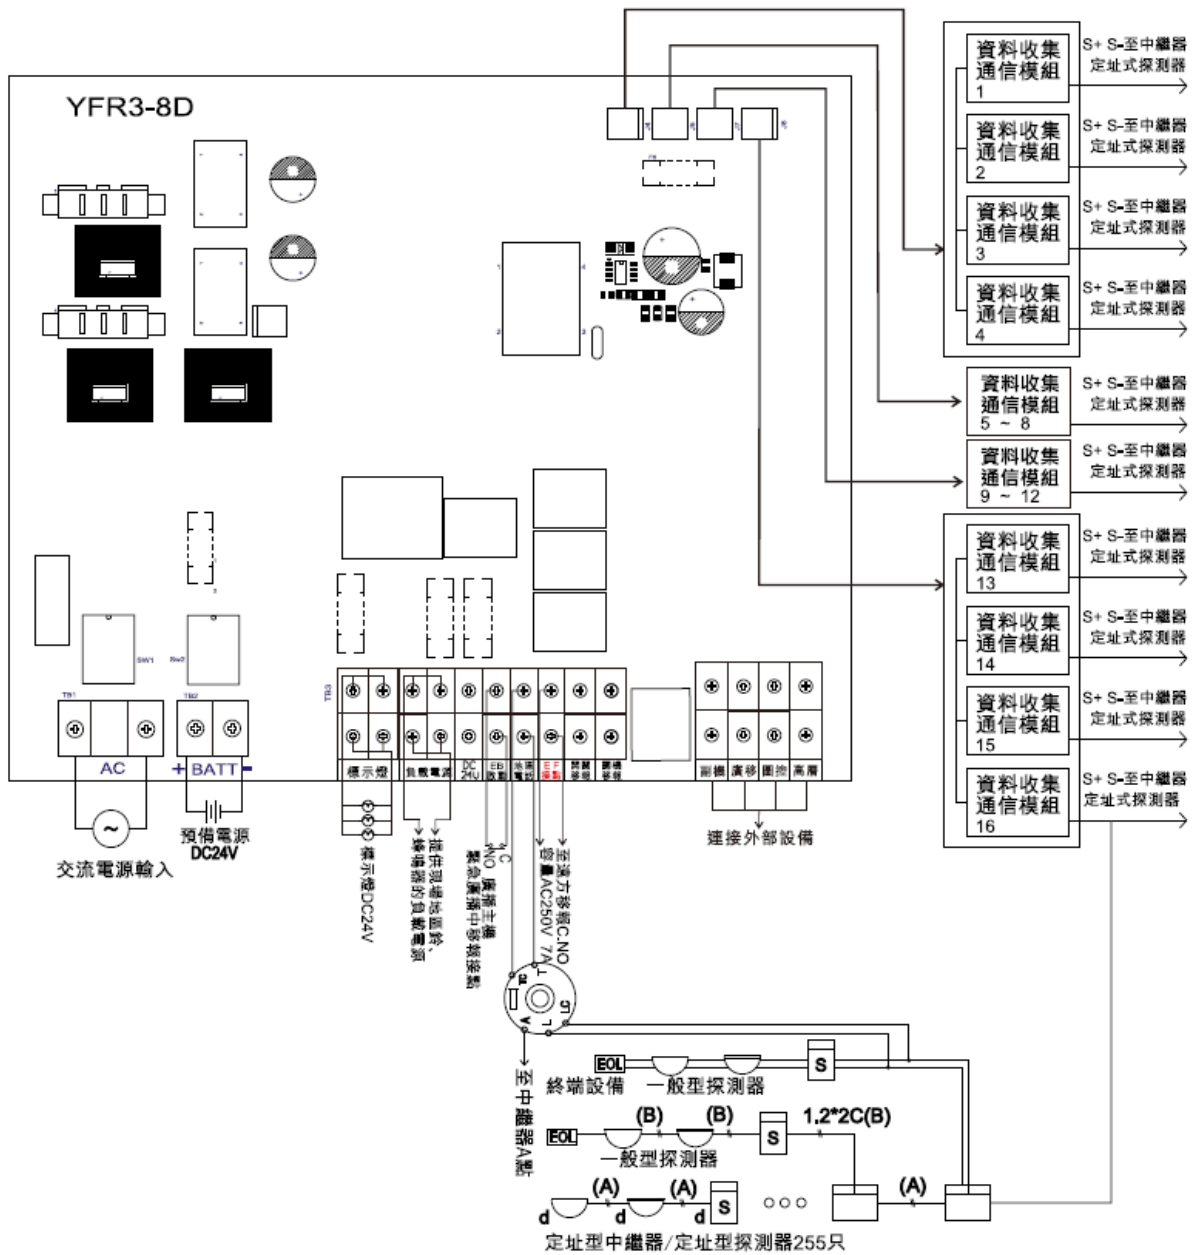 YFR3-8D
J7
資料收集
通信模組
1
S+ S-至中繼器
定址式探測器
資料收集
通信模組
2
S+ S-至中繼器
定址式探測器
資料收集
通信模組
3
S+ S-至中繼器
定址式探測器
資料收集
通信模組
4
S+ S-至中繼器
定址式探測器
資料收集
通信模組
5 ~ 8
S+ S-至中繼器
定址式探測器
資料收集
通信模組
9 ~ 12
S+ S-至中繼器
定址式探測器
資料收集
通信模組
13
S+ S-至中繼器
定址式探測器
資料收集
通信模組
14
S+ S-至中繼器
定址式探測器
資料收集
通信模組
15
S+ S-至中繼器
定址式探測器
資料收集
通信模組
16
S+ S-至中繼器
定址式探測器
SW1
Sw2
TB1
TB2
TB3
AC
+ BATT -
~
交流電源輸入
預備電源
DC24V
標示燈
負載電源
DC
24V
EB
啟動
地區
電話
E F
接點
副機
廣移
圖控
高層
連接外部設備
標示燈DC24V
提供現場地區鈴、
蜂鳴器的負載電源
C
NO 廣播主機
緊急廣播中移報接點
至遠方移報C.NO
容量AC250V 7A
T
A
L
至中繼器A點
EOL
S
終端設備
一般型探測器
EOL
(B)
(B)
S
1.2*2C(B)
一般型探測器
d
(A)
d
(A)
d
S
(A)
定址型中繼器/定址型探測器255只